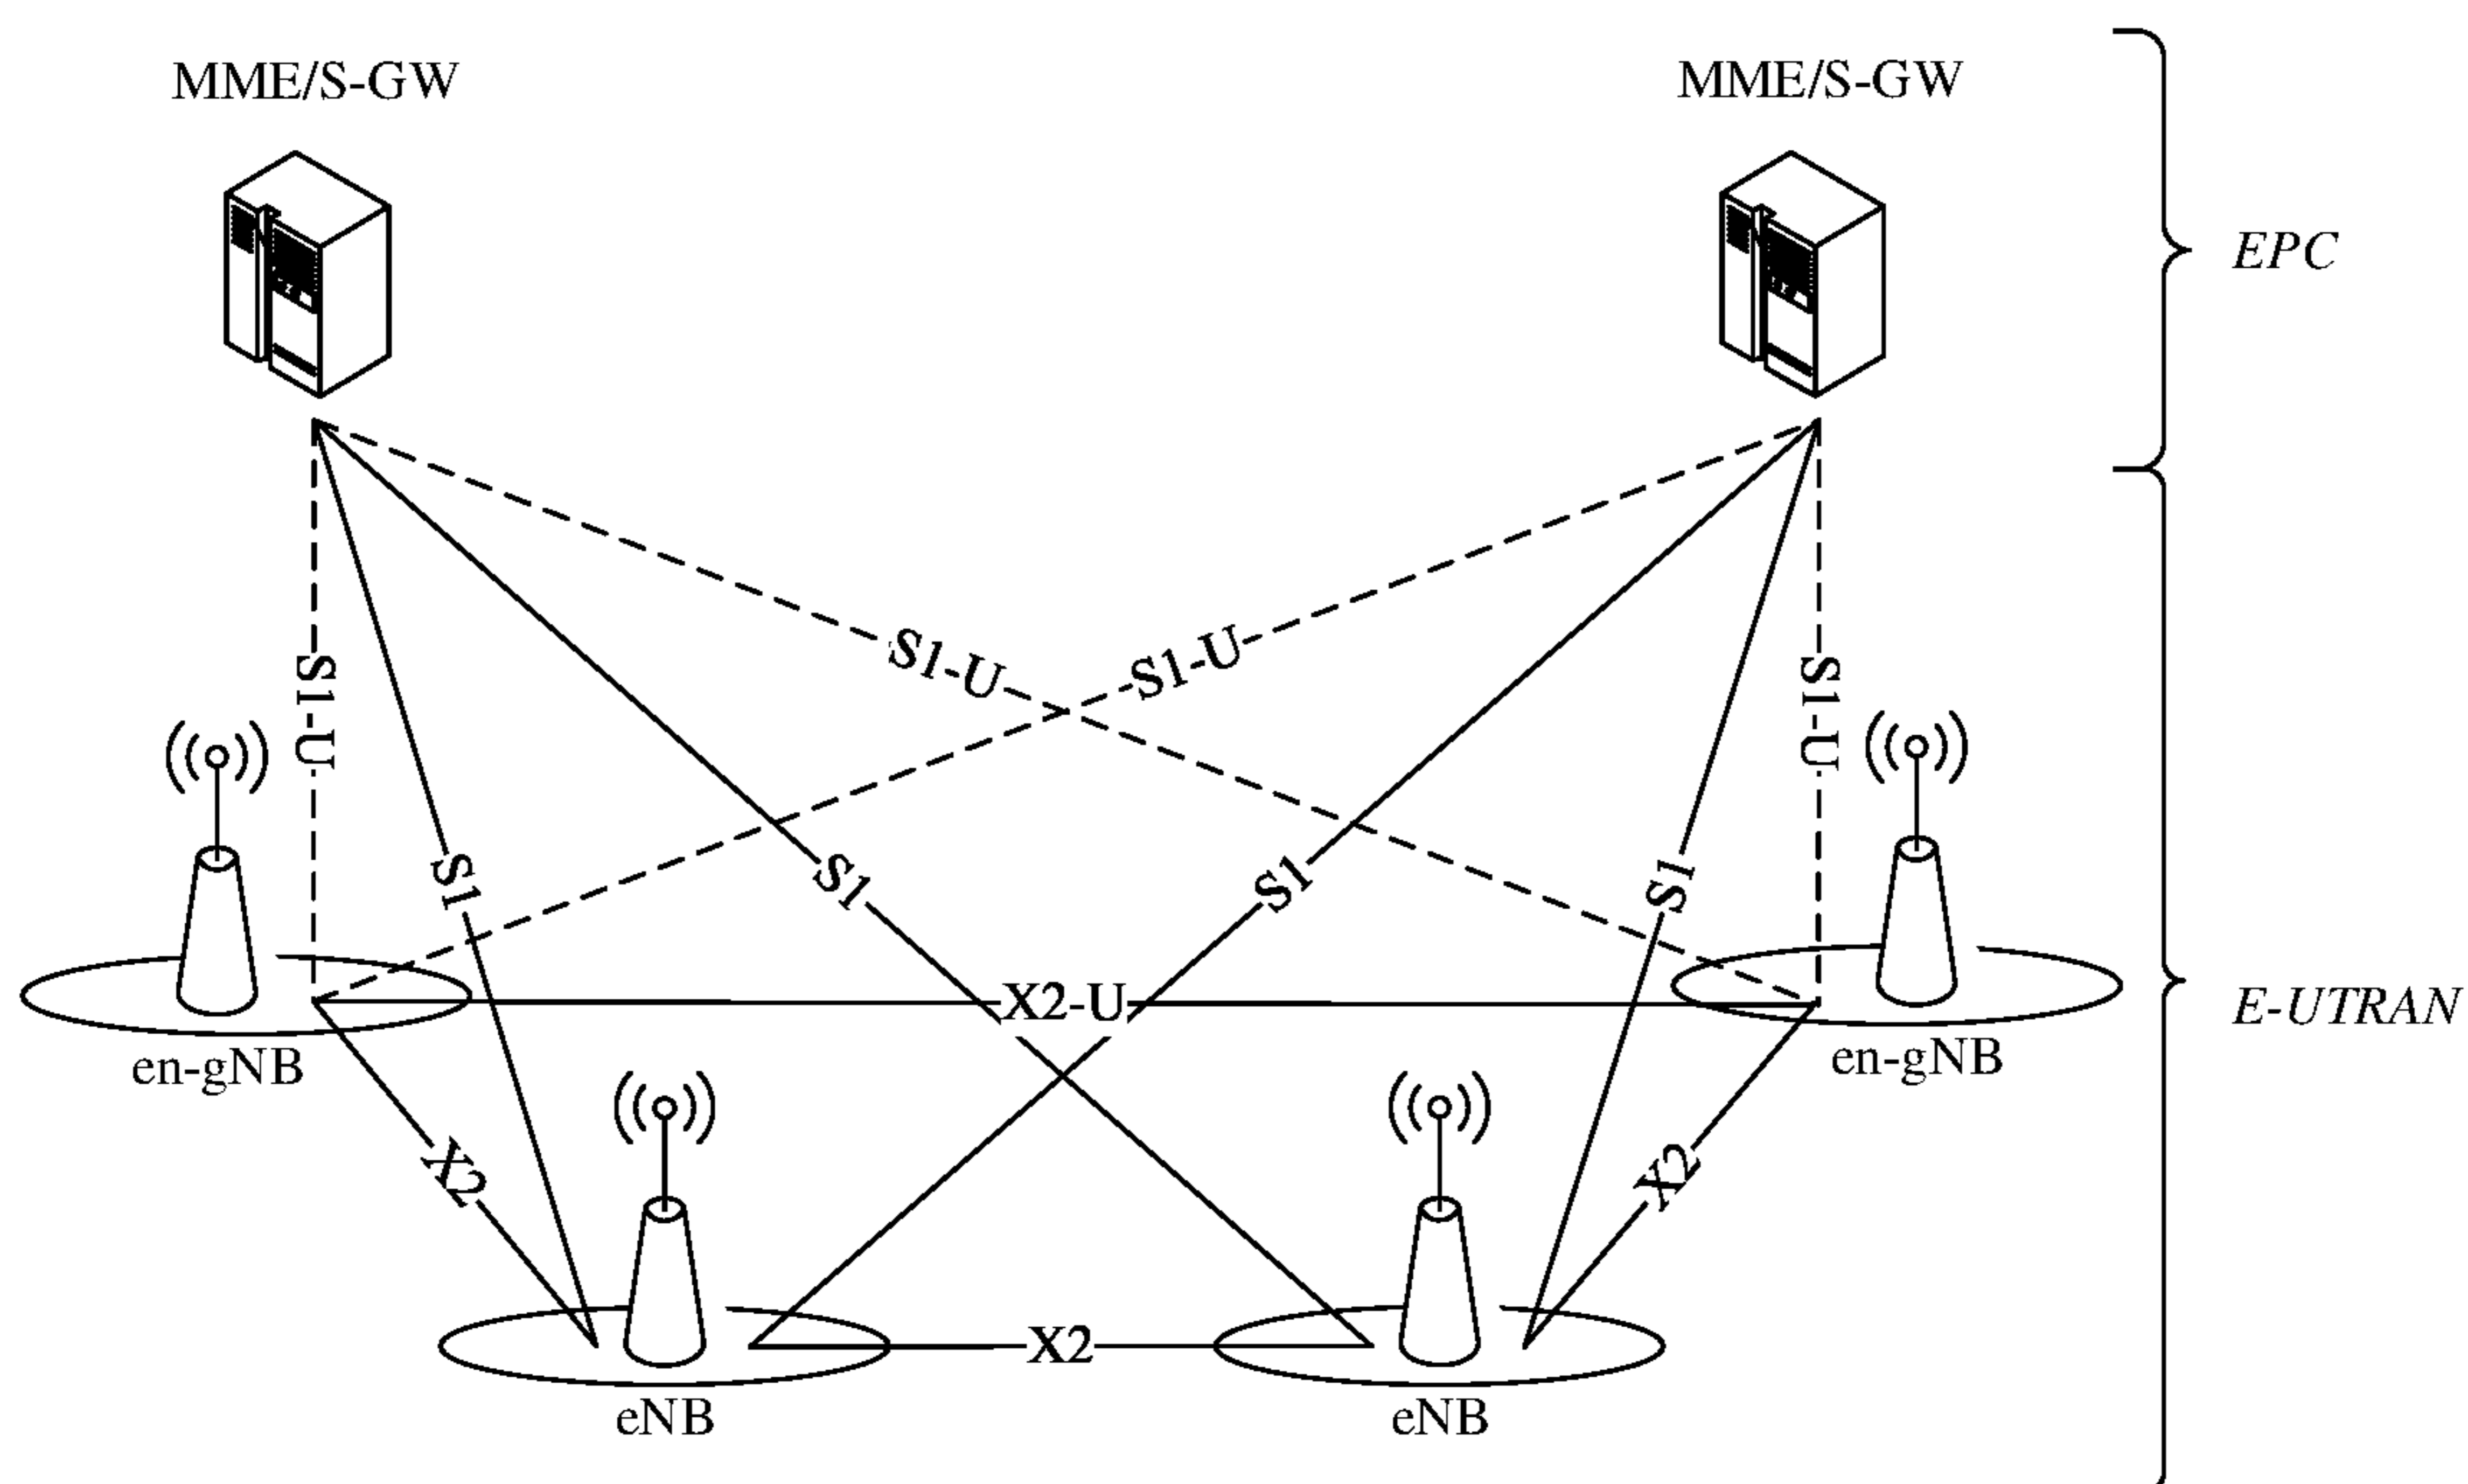 MME/S-GW
MME/S-GW
EPC
S1-U
S1-U
S1-U
S1-U
S1
S1
S1
S1
X2-U
E-UTRAN
en-gNB
en-gNB
X2
X2
X2
eNB
eNB